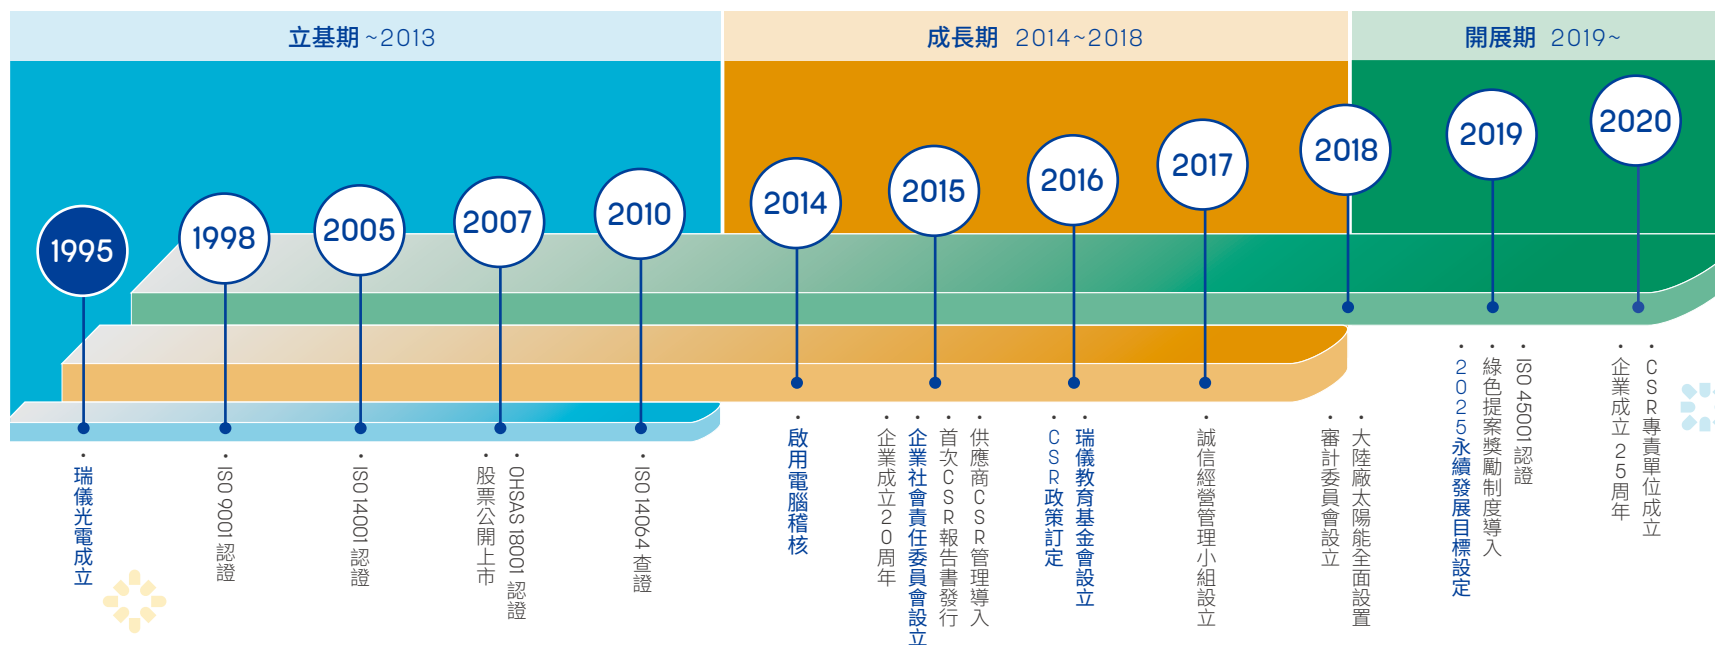 立基期 ~2013
成長期 2014~2018
開展期 2019~
1995
・瑞儀光電成立
1998
・ISO 9001 認證
2005
・ISO 14001 認證
2007
・OHSAS 18001 認證
・股票公開上市
2010
・ISO 14064 查證
2014
・啟用電腦稽核
2015
・供應商CSR管理導入
・首次CSR報告書發行
・企業社會責任委員會設立
・企業成立20周年
2016
・瑞儀教育基金會設立
・CSR政策訂定
2017
・誠信經營管理小組設立
2018
・大陸廠太陽能全面設置
・審計委員會設立
2019
・ISO 45001 認證
・綠色提案獎勵制度導入
・2025永續發展目標設定
2020
・CSR專責單位成立
・企業成立 25周年